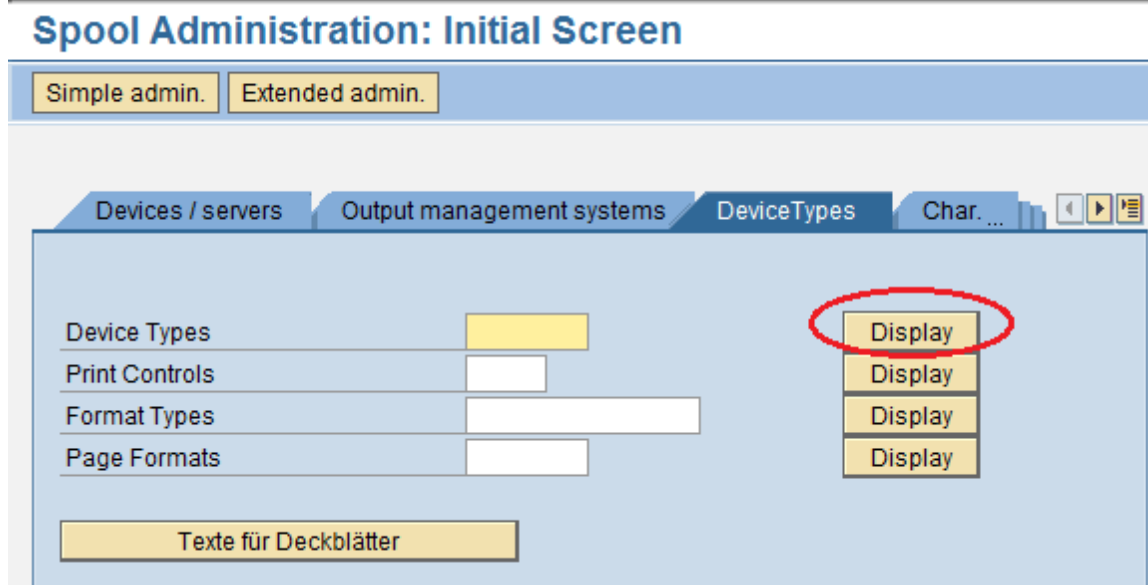 Spool Administration: Initial Screen
Simple admin. Extended admin.
Devices / servers Output management systems DeviceTypes Char. ...
Device Types Display
Print Controls Display
Format Types Display
Page Formats Display
Texte für Deckblätter